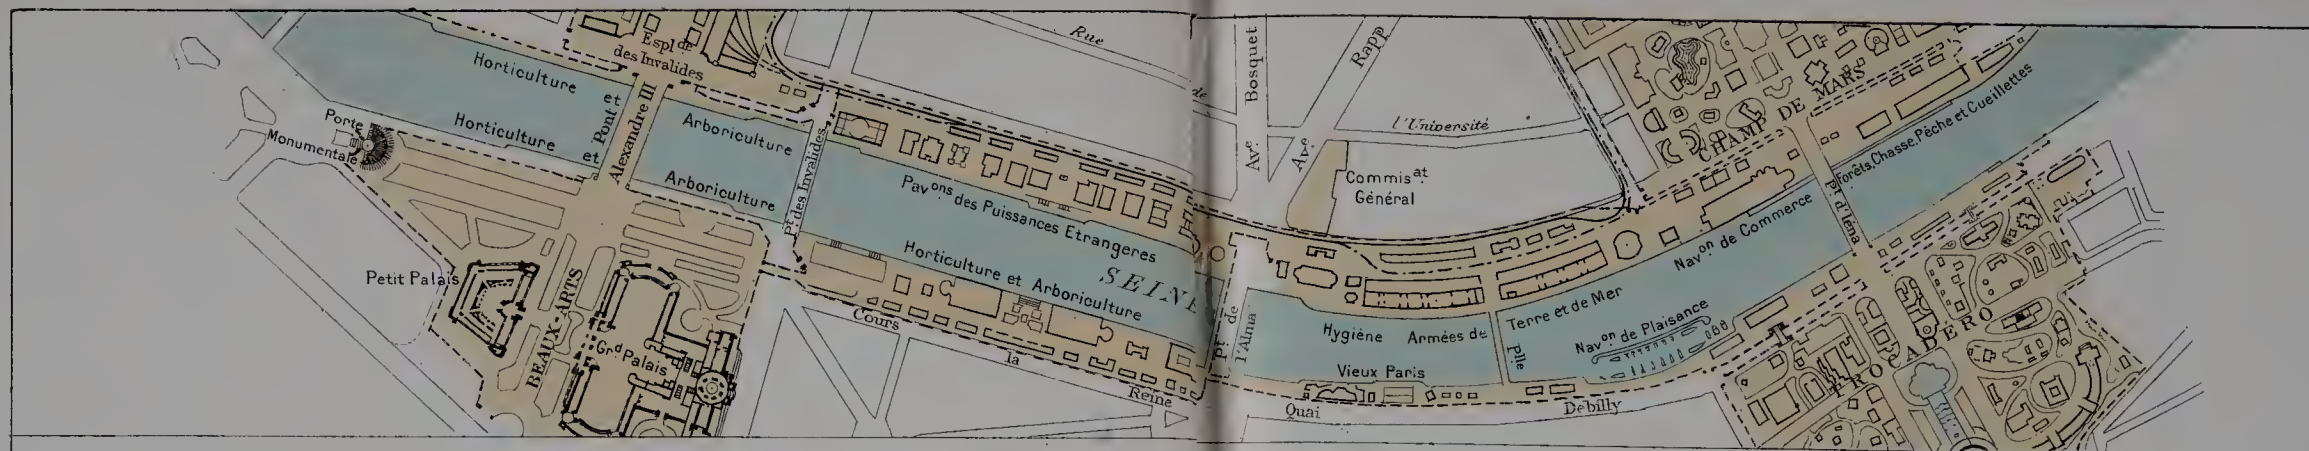 Espl de
des Invalides
Horticulture
et
Pont
Alexandre III
Horticulture
et
Porte
Monumentale
Arboriculture
Arboriculture
Pt des Invalides
Petit Palais
BEAUX-ARTS
Grd Palais
Pavons des Puissances Etrangeres
Horticulture et Arboriculture
SEINE
Cours
la
Reine
Rue
de
l'Université
Ave
Bosquet
Ave
Rapp
Commisat
Général
Pt de
l'Alma
Hygiène
Armées de
Terre et de Mer
Vieux Paris
Plle
Navon de Commerce
Navon de Plaisance
Quai
Debilly
CHAMP DE MARS
Forêts, Chasse, Pêche et Cueillettes
Pt d'Iéna
TROCADERO